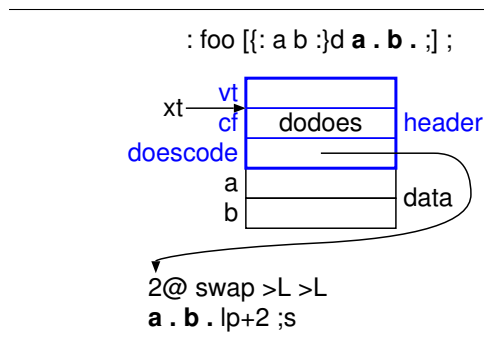 : foo [{: a b :}d a . b . ;] ;
vt
xt
cf dodoes header
doescode
a
data
b
2@ swap >L >L
a . b . lp+2 ;s